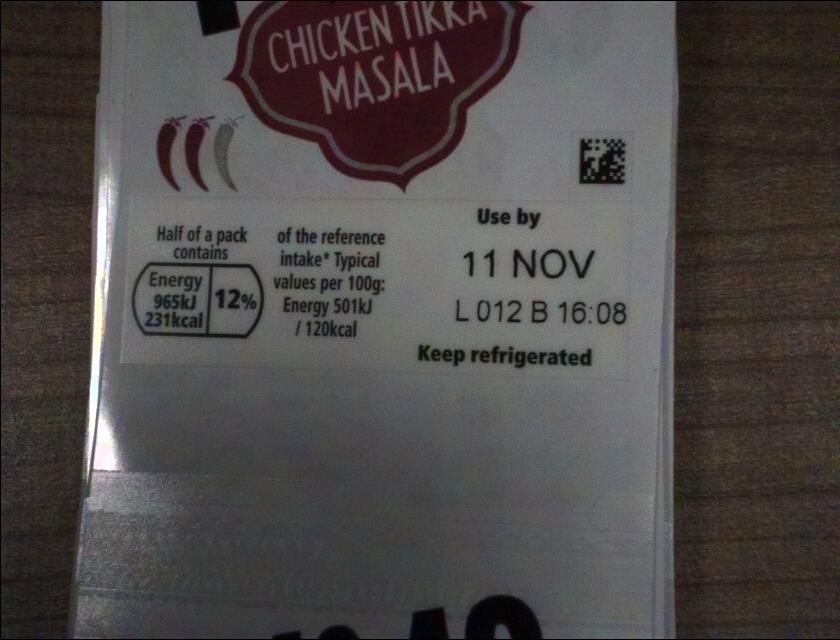 CHICKEN TIKKA
MASALA
Half of a pack
contains
Energy
965kJ
231kcal
12%
of the reference
intake* Typical
values per 100g:
Energy 501kJ
/ 120kcal
Use by
11 NOV
L 012 B 16:08
Keep refrigerated